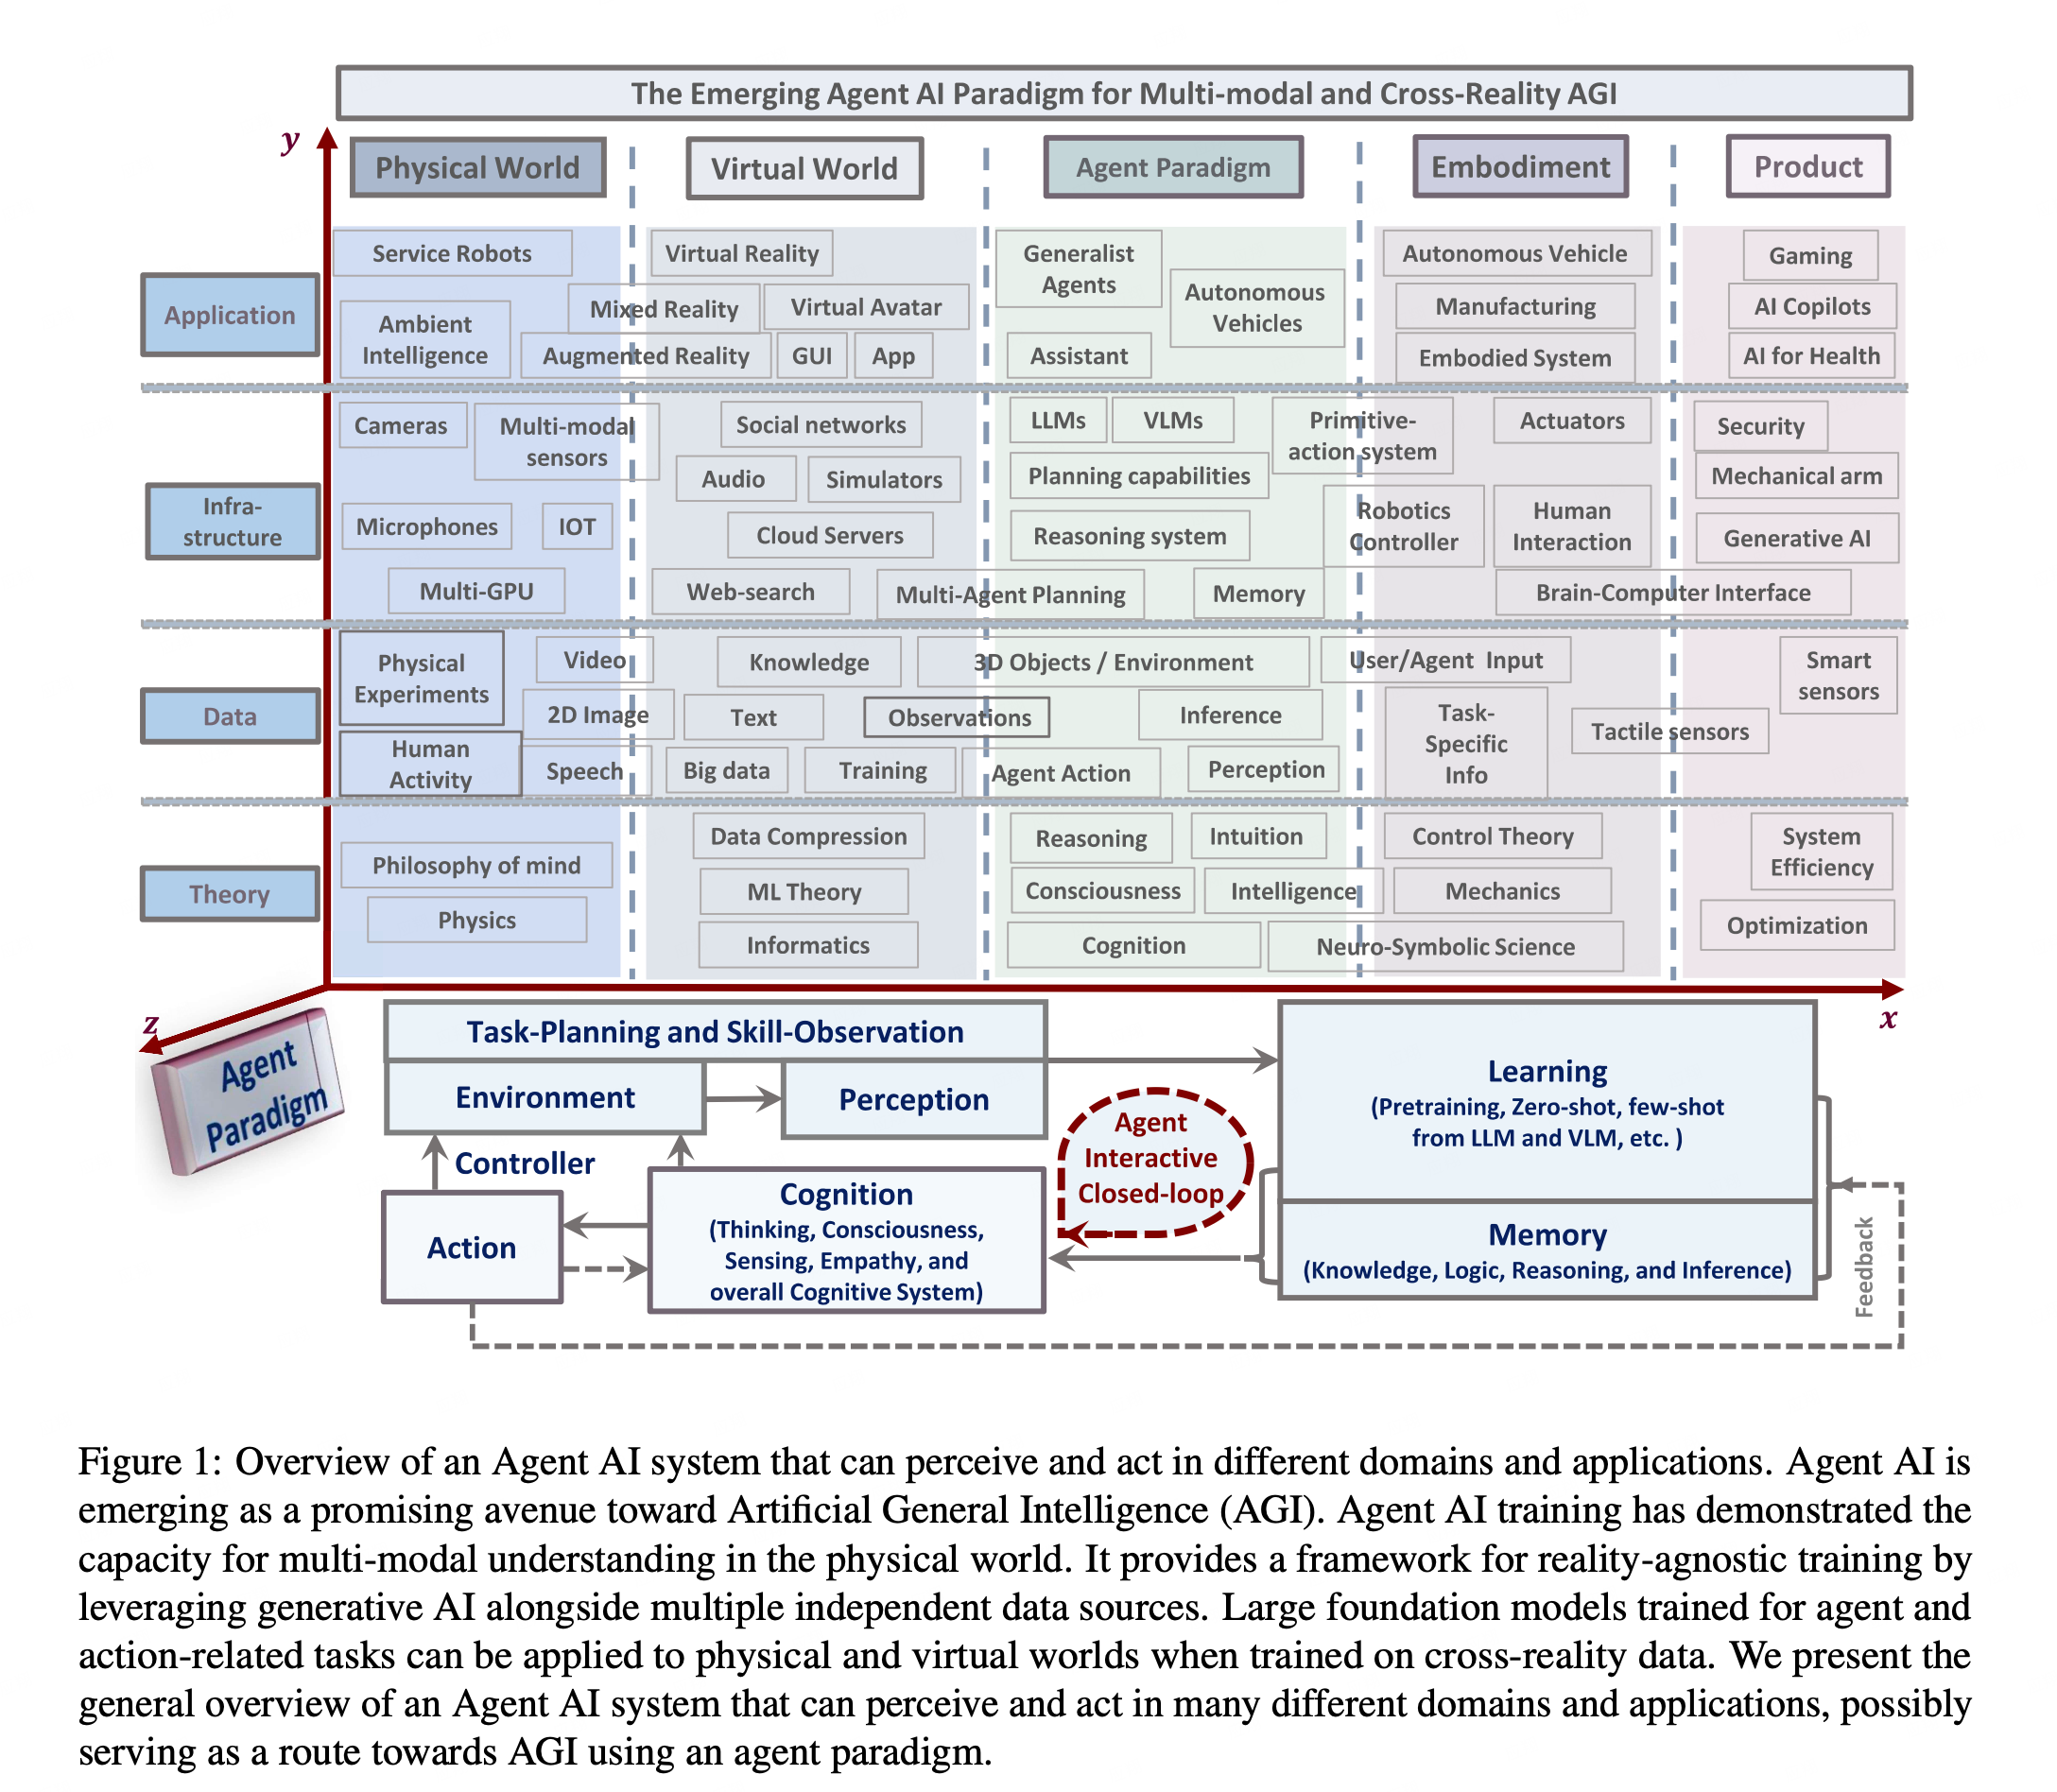 The Emerging Agent AI Paradigm for Multi-modal and Cross-Reality AGI
y
Physical World
Virtual World
Agent Paradigm
Embodiment
Product
Application
Service Robots
Ambient
Intelligence
Mixed Reality
Augmented Reality
Virtual Reality
Virtual Avatar
GUI
App
Generalist
Agents
Autonomous
Vehicles
Assistant
Autonomous Vehicle
Manufacturing
Embodied System
Gaming
AI Copilots
AI for Health
Infra-
structure
Cameras
Multi-modal
sensors
Microphones
IOT
Multi-GPU
Social networks
Audio
Simulators
Cloud Servers
Web-search
Multi-Agent Planning
LLMs
VLMs
Planning capabilities
Reasoning system
Memory
Primitive-
action system
Robotics
Controller
Actuators
Human
Interaction
Brain-Computer Interface
Security
Mechanical arm
Generative AI
Data
Physical
Experiments
Human
Activity
Video
2D Image
Speech
Knowledge
Text
Big data
Training
3D Objects / Environment
Observations
Agent Action
Inference
Perception
User/Agent Input
Task-
Specific
Info
Tactile sensors
Smart
sensors
Theory
Philosophy of mind
Physics
Data Compression
ML Theory
Informatics
Reasoning
Intuition
Consciousness
Intelligence
Cognition
Neuro-Symbolic Science
Control Theory
Mechanics
System
Efficiency
Optimization
z
x
Agent
Paradigm
Task-Planning and Skill-Observation
Environment
Perception
Controller
Action
Cognition
(Thinking, Consciousness,
Sensing, Empathy, and
overall Cognitive System)
Agent
Interactive
Closed-loop
Learning
(Pretraining, Zero-shot, few-shot
from LLM and VLM, etc. )
Memory
(Knowledge, Logic, Reasoning, and Inference)
Feedback
Figure 1: Overview of an Agent AI system that can perceive and act in different domains and applications. Agent AI is
emerging as a promising avenue toward Artificial General Intelligence (AGI). Agent AI training has demonstrated the
capacity for multi-modal understanding in the physical world. It provides a framework for reality-agnostic training by
leveraging generative AI alongside multiple independent data sources. Large foundation models trained for agent and
action-related tasks can be applied to physical and virtual worlds when trained on cross-reality data. We present the
general overview of an Agent AI system that can perceive and act in many different domains and applications, possibly
serving as a route towards AGI using an agent paradigm.